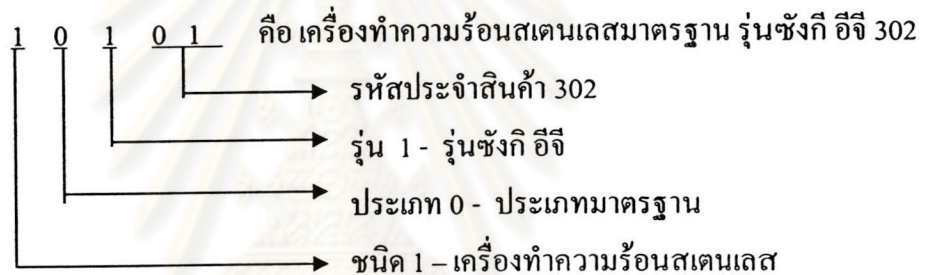 1 0 1 0 1 คือ เครื่องทำความร้อนสเตนเลสมาตรฐาน รุ่นซังกี อีจี 302
รหัสประจำสินค้า 302
รุ่น 1 - รุ่นซังกิ อีจี
ประเภท 0 - ประเภทมาตรฐาน
ชนิด 1 – เครื่องทำความร้อนสเตนเลส